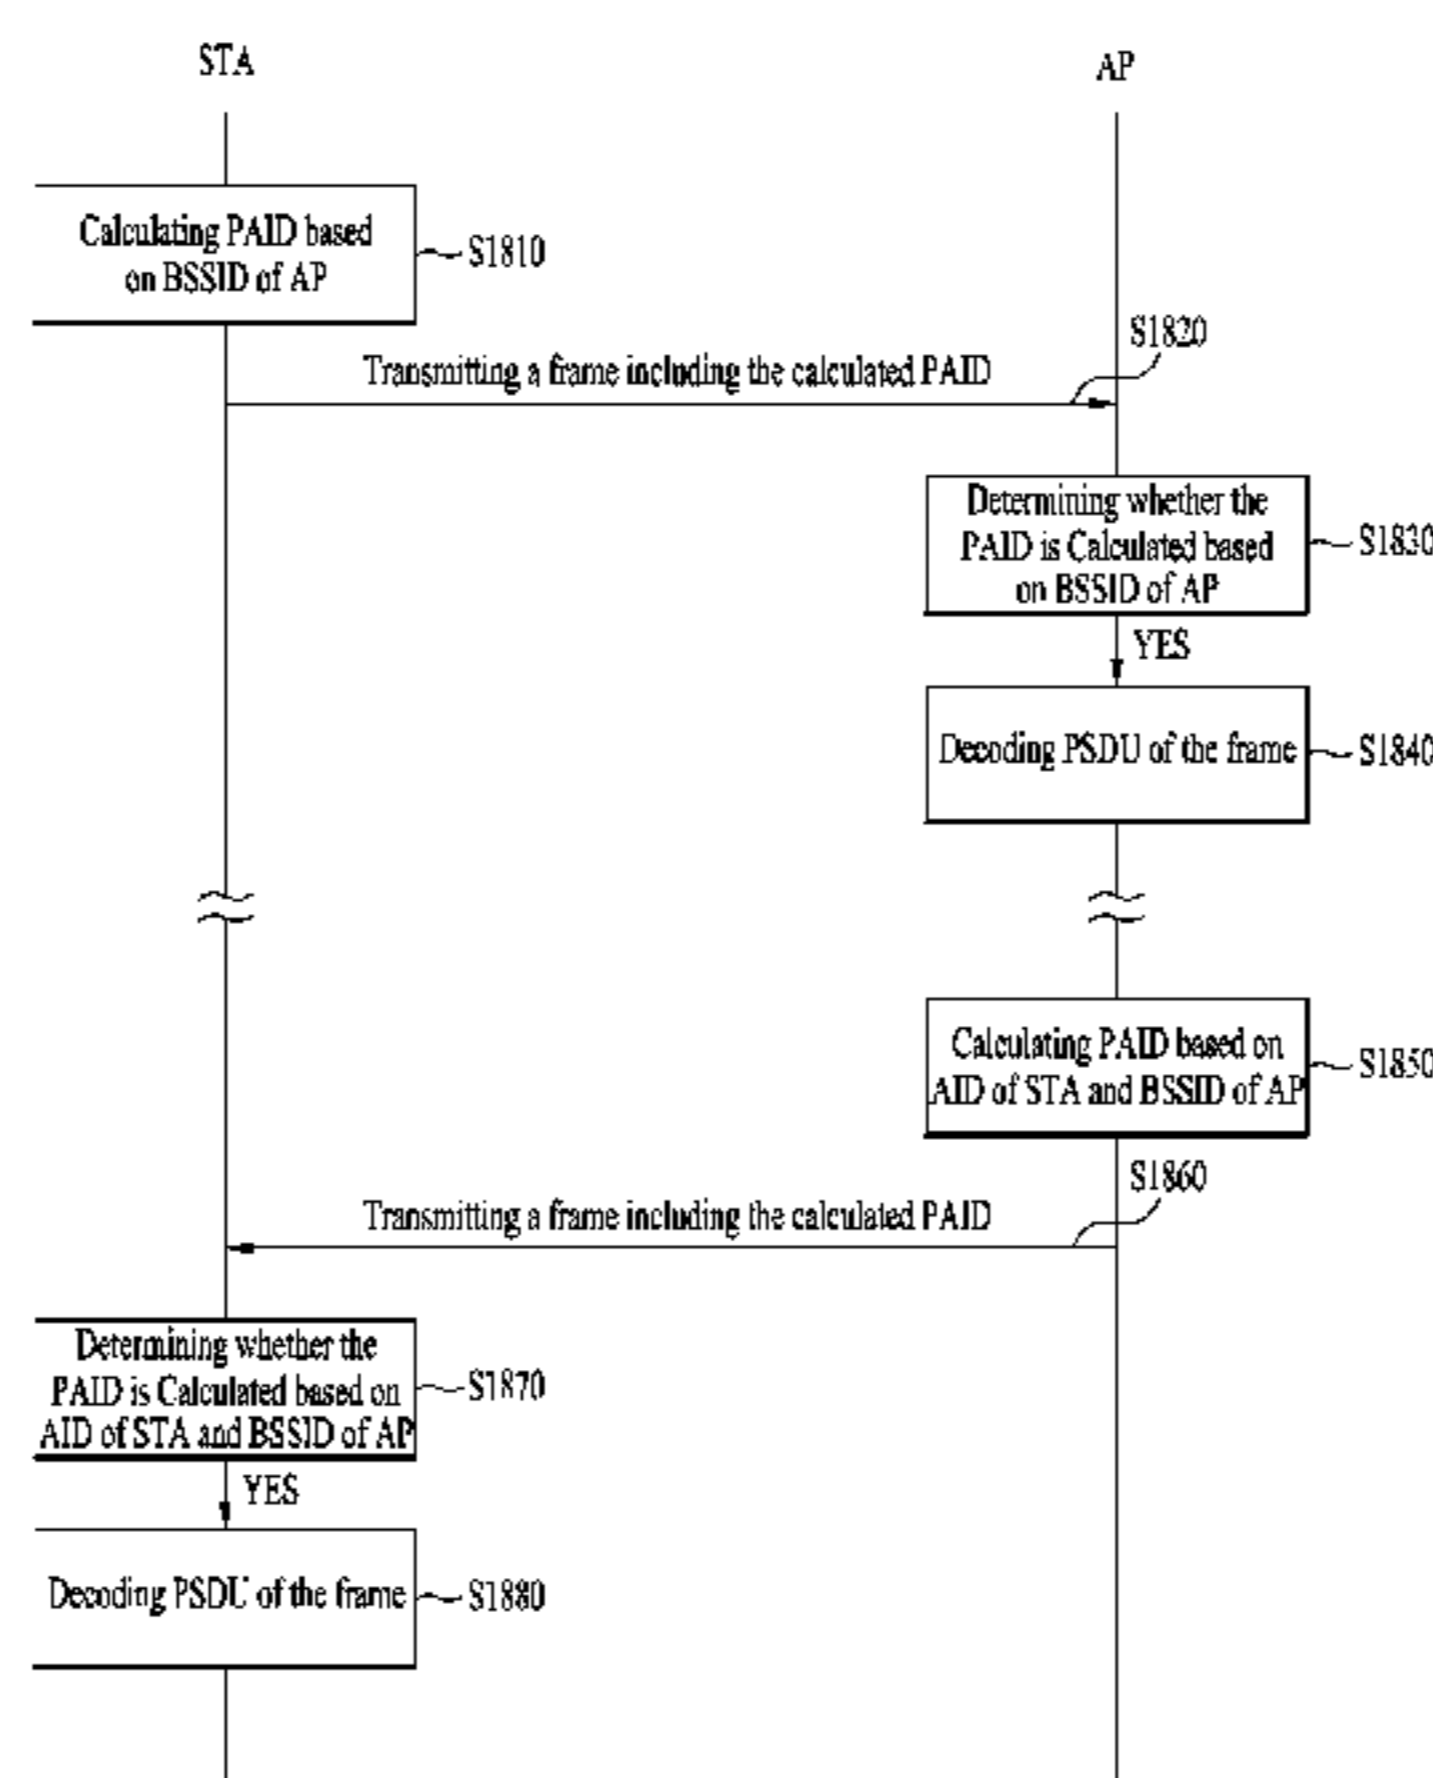 STA
AP
Calculating PAID based
on BSSID of AP
S1810
S1820
Transmitting a frame including the calculated PAID
Determining whether the
PAID is Calculated based
on BSSID of AP
S1830
YES
Decoding PSDU of the frame
S1840
Calculating PAID based on
AID of STA and BSSID of AP
S1850
S1860
Transmitting a frame including the calculated PAID
Determining whether the
PAID is Calculated based on
AID of STA and BSSID of AP
S1870
YES
Decoding PSDU of the frame
S1880